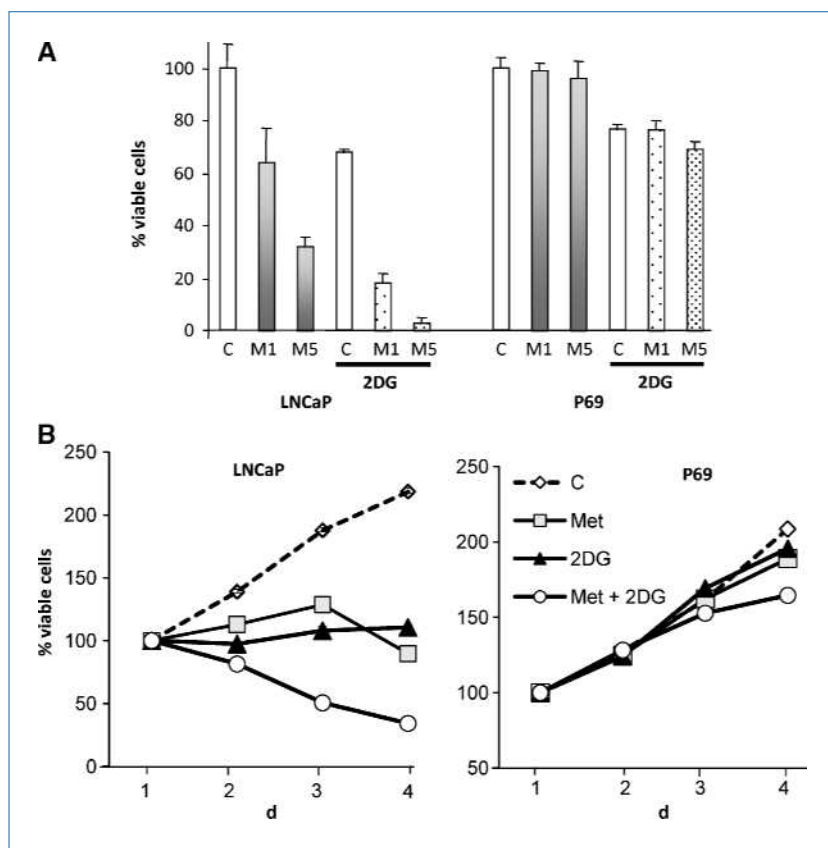 A
100
80
60
40
20
0
% viable cells
C M1 M5 C M1 M5 C M1 M5 C M1 M5
2DG 2DG
LNCaP P69
B
250
200
150
100
50
0
% viable cells
LNCaP
1 2 3 4
d
250
200
150
100
50
P69
C
Met
2DG
Met + 2DG
1 2 3 4
d